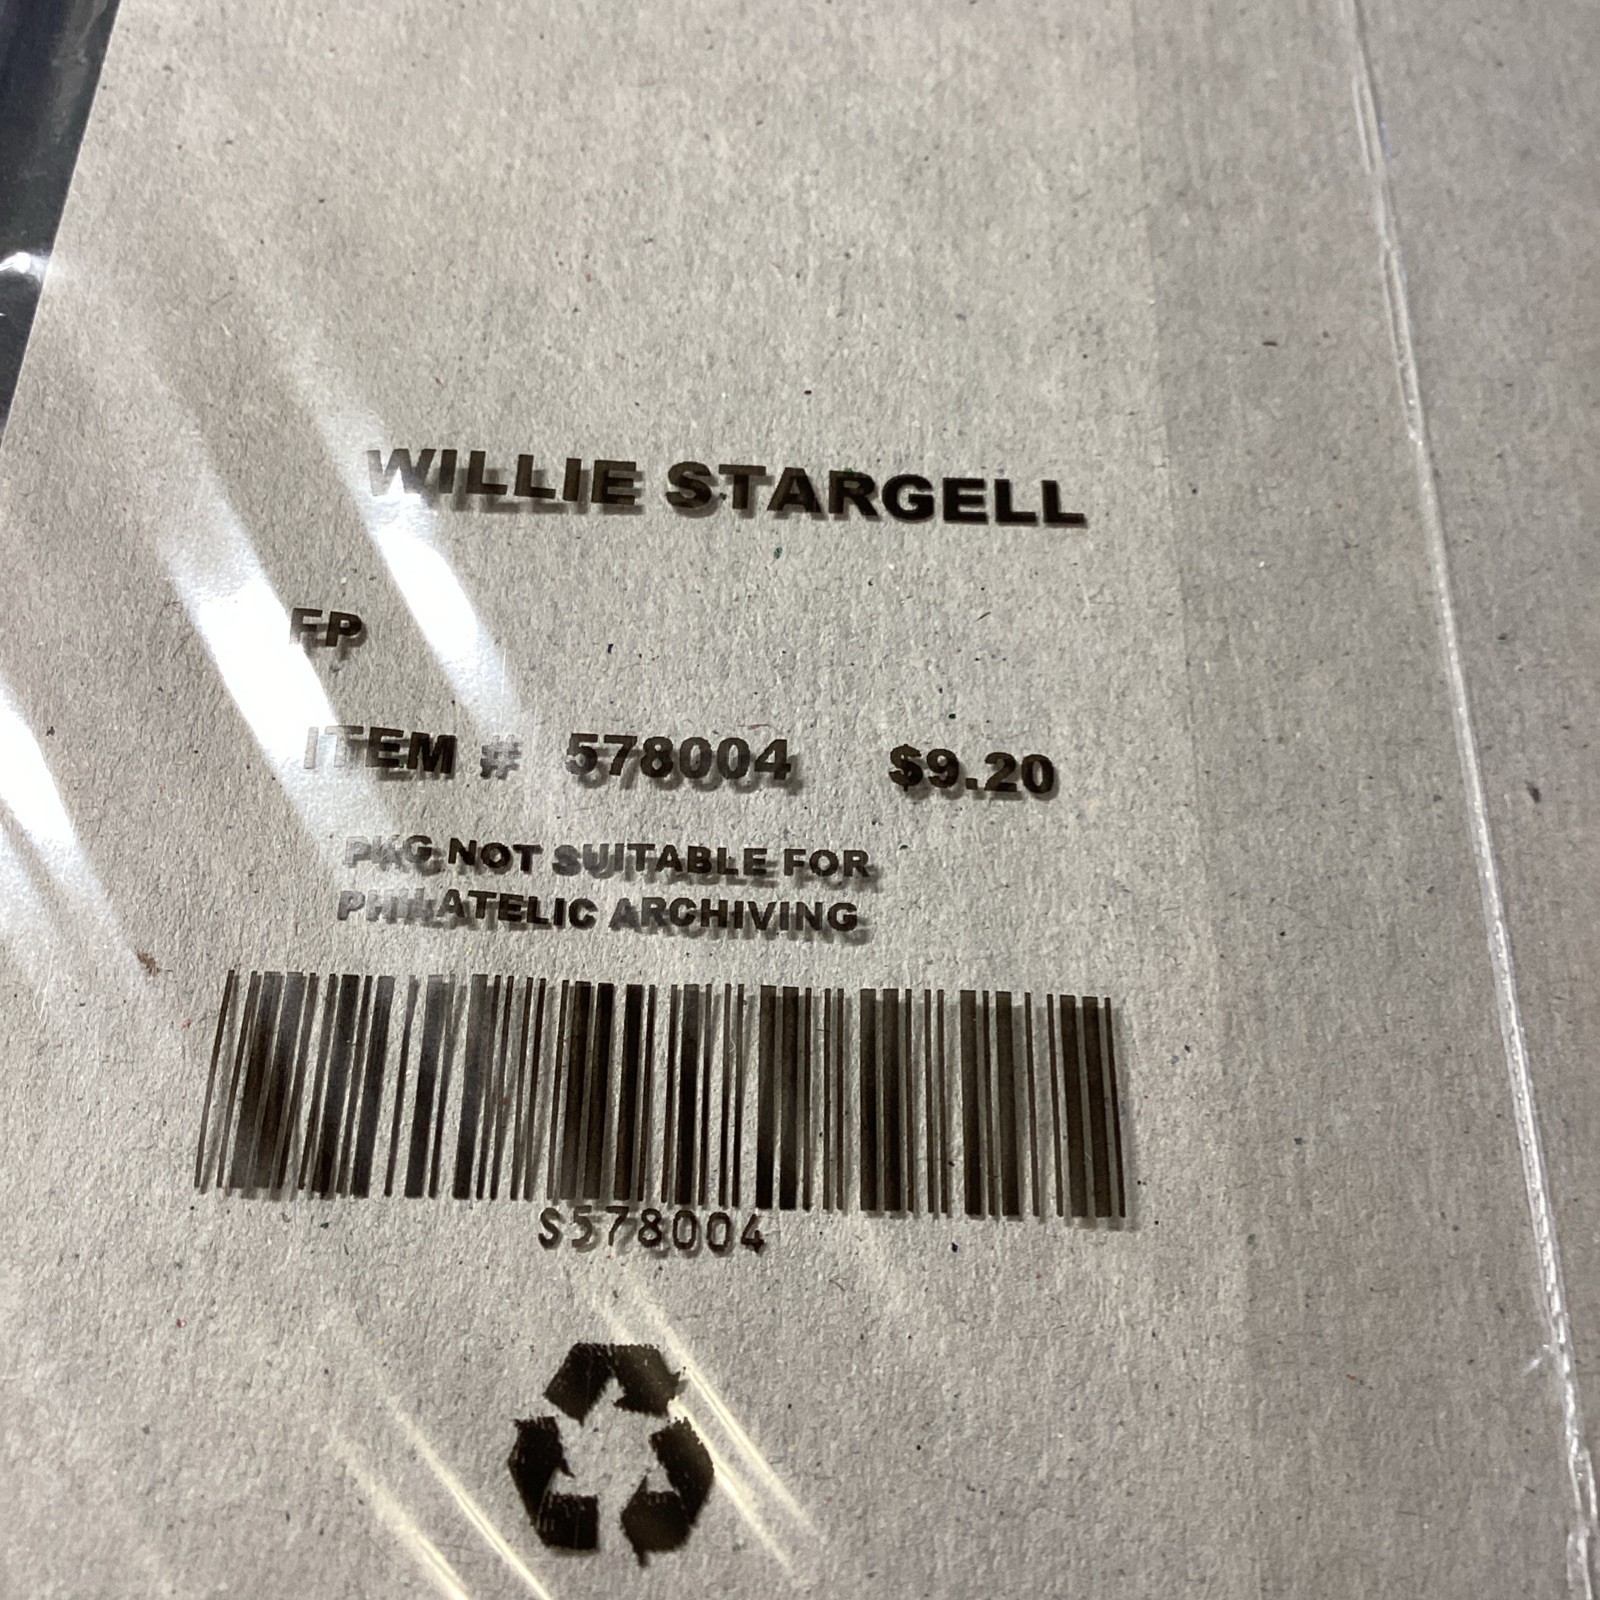 WILLIE STARGELL
FP
ITEM # 578004 $9.20
PKG NOT SUITABLE FOR
PHILATELIC ARCHIVING
S578004